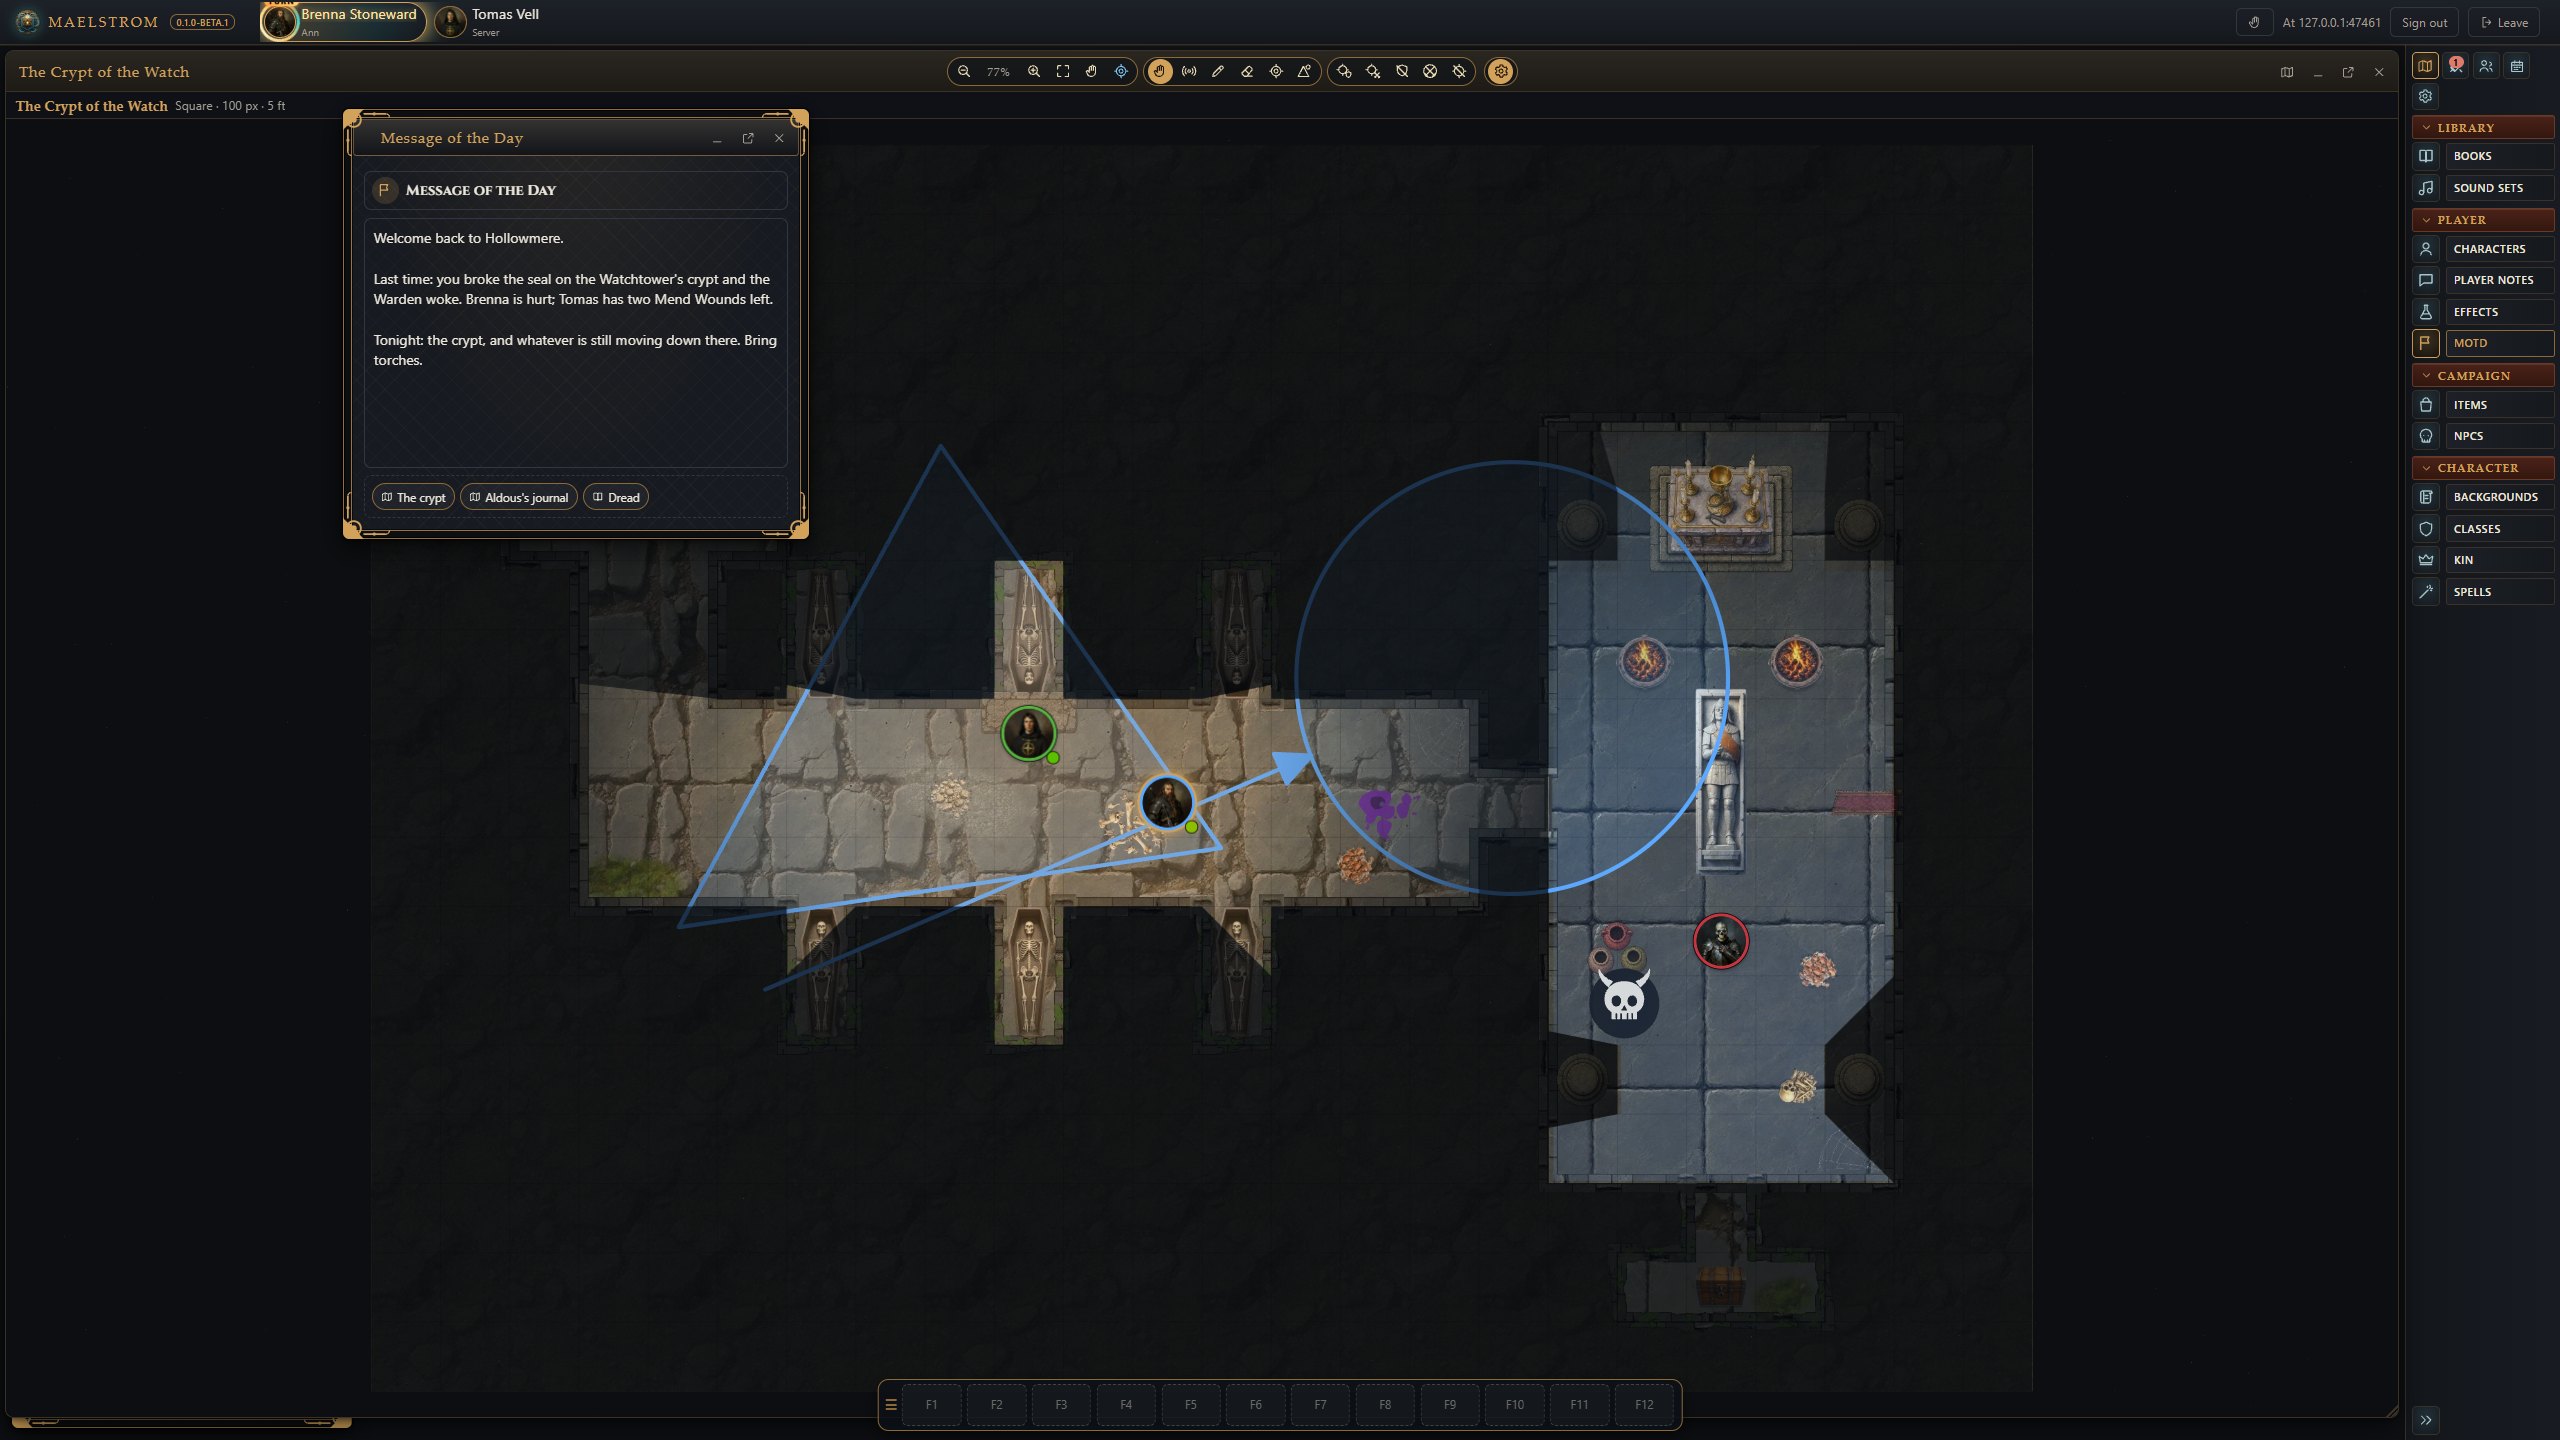 MAELSTROM
0.1.0-BETA.1
Brenna Stoneward
Ann
Tomas Vell
Server
At 127.0.0.1:47461
Sign out
Leave
The Crypt of the Watch
77%
The Crypt of the Watch Square · 100 px · 5 ft
Message of the Day
Message of the Day
Welcome back to Hollowmere.
Last time: you broke the seal on the Watchtower's crypt and the
Warden woke. Brenna is hurt; Tomas has two Mend Wounds left.
Tonight: the crypt, and whatever is still moving down there. Bring
torches.
The crypt
Aldous's journal
Dread
1
LIBRARY
BOOKS
SOUND SETS
PLAYER
CHARACTERS
PLAYER NOTES
EFFECTS
MOTD
CAMPAIGN
ITEMS
NPCS
CHARACTER
BACKGROUNDS
CLASSES
KIN
SPELLS
F1
F2
F3
F4
F5
F6
F7
F8
F9
F10
F11
F12